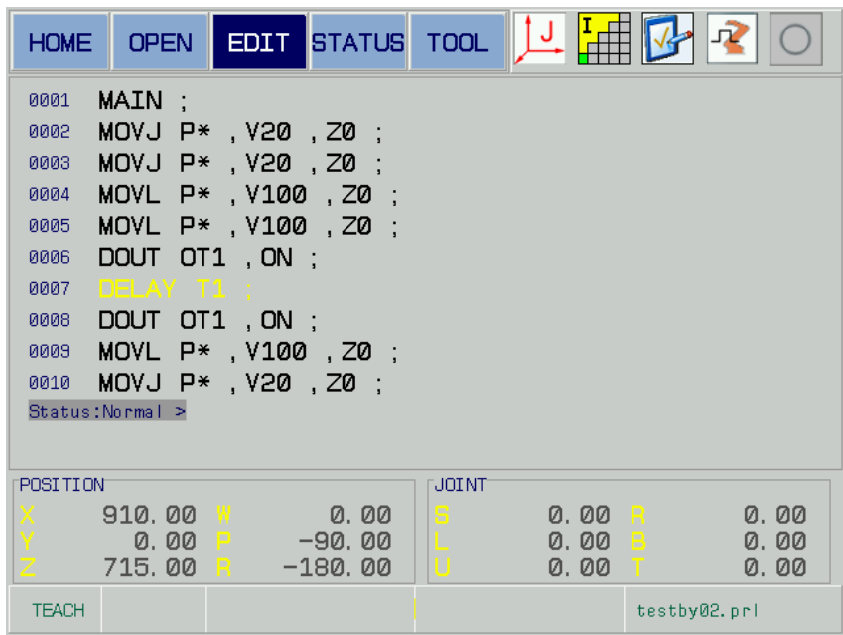 HOME OPEN EDIT STATUS TOOL J I
0001 MAIN ;
0002 MOVJ P* , V20 , Z0 ;
0003 MOVJ P* , V20 , Z0 ;
0004 MOVL P* , V100 , Z0 ;
0005 MOVL P* , V100 , Z0 ;
0006 DOUT OT1 , ON ;
0007 DELAY T1 ;
0008 DOUT OT1 , ON ;
0009 MOVL P* , V100 , Z0 ;
0010 MOVJ P* , V20 , Z0 ;
Status:Normal >
POSITION JOINT
X 910.00 W 0.00 S 0.00 R 0.00
Y 0.00 P -90.00 L 0.00 B 0.00
Z 715.00 R -180.00 U 0.00 T 0.00
TEACH testby02.prl